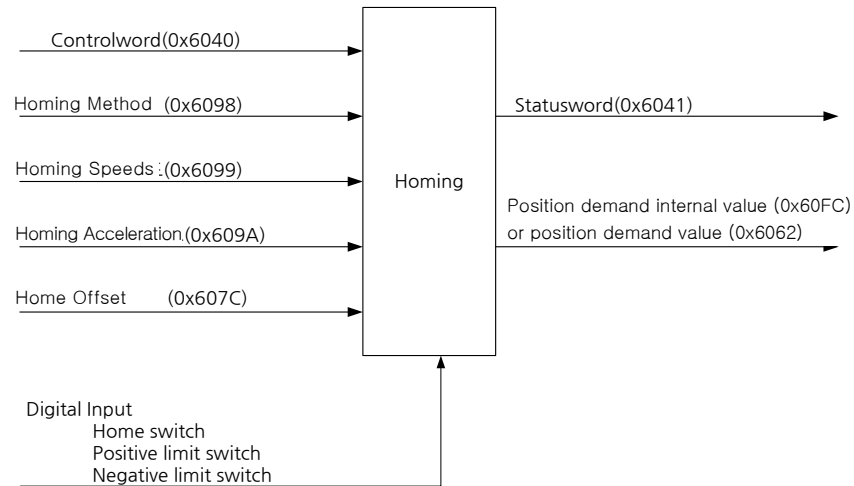 Controlword(0x6040)
Homing Method (0x6098)
Homing Speeds :(0x6099)
Homing Acceleration.(0x609A)
Home Offset (0x607C)
Homing
Statusword(0x6041)
Position demand internal value (0x60FC)
or position demand value (0x6062)
Digital Input
Home switch
Positive limit switch
Negative limit switch